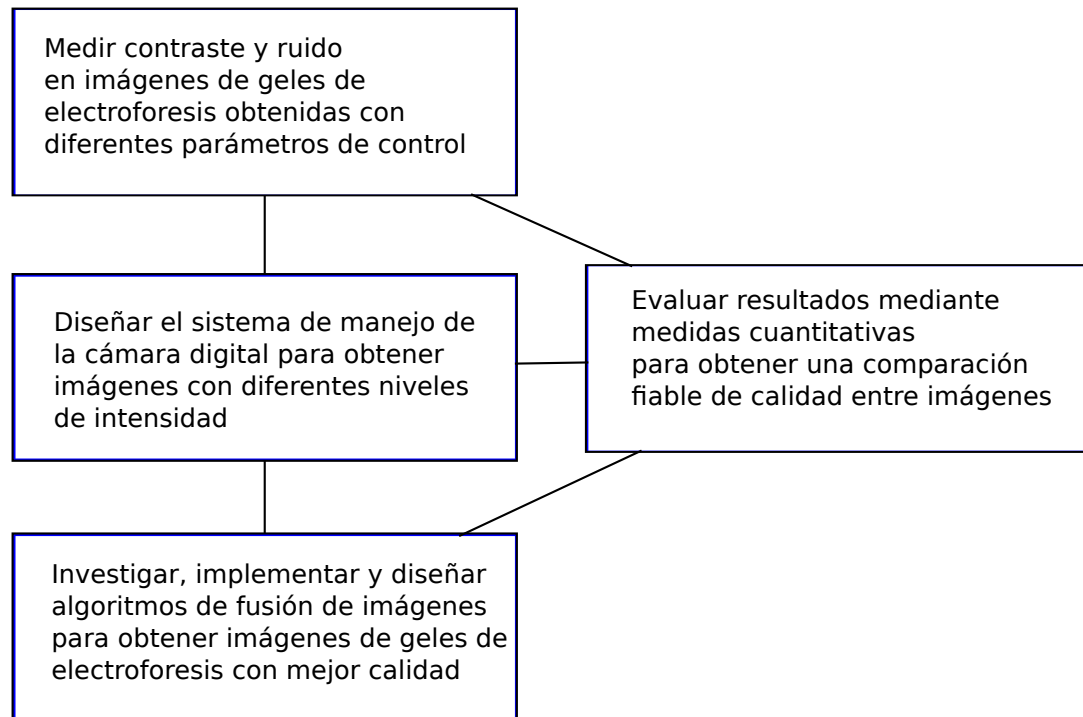 Medir contraste y ruido
en imágenes de geles de
electroforesis obtenidas con
diferentes parámetros de control
Diseñar el sistema de manejo de
la cámara digital para obtener
imágenes con diferentes niveles
de intensidad
Evaluar resultados mediante
medidas cuantitativas
para obtener una comparación
fiable de calidad entre imágenes
Investigar, implementar y diseñar
algoritmos de fusión de imágenes
para obtener imágenes de geles de
electroforesis con mejor calidad